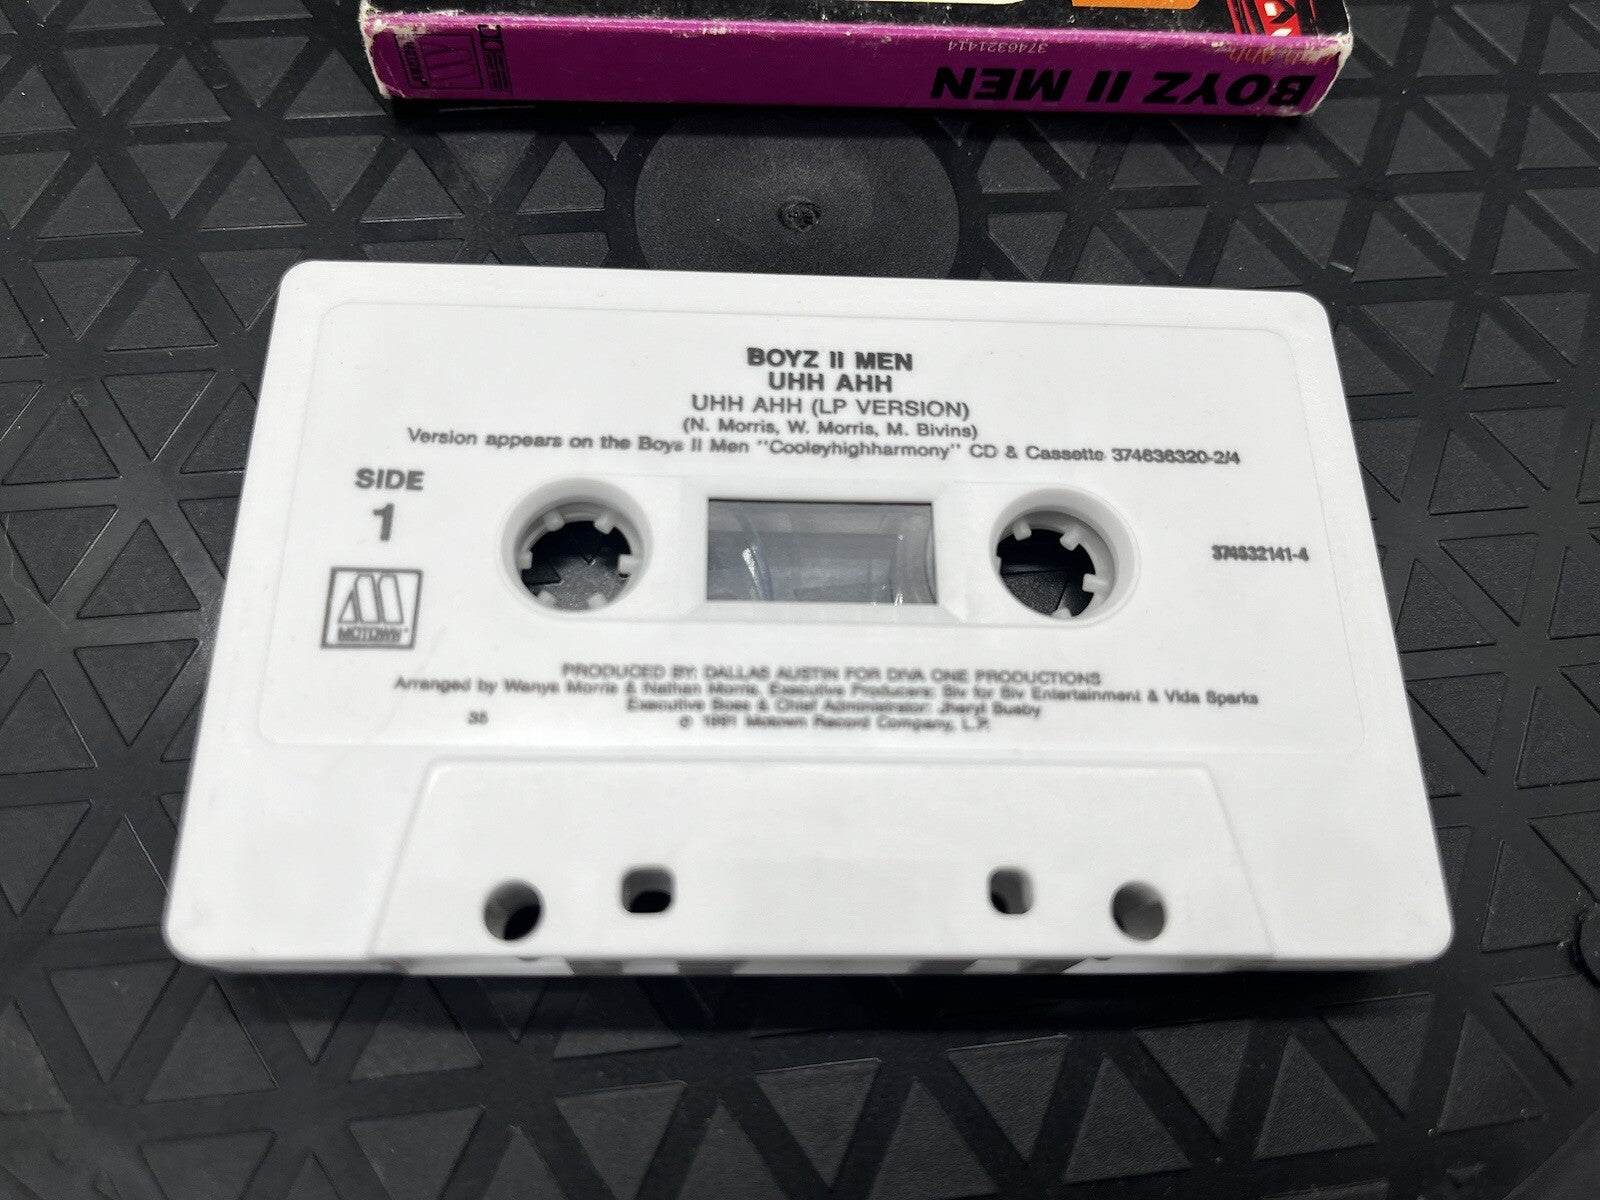 3746321414
BOYZ II MEN
BOYZ II MEN
UHH AHH
UHH AHH (LP VERSION)
(N. Morris, W. Morris, M. Bivins)
Version appears on the Boys II Men "Cooleyhighharmony" CD & Cassette 374636320-2/4
SIDE
1
374632141-4
MOTOWN
PRODUCED BY: DALLAS AUSTIN FOR DIVA ONE PRODUCTIONS
Arranged by Wanya Morris & Nathan Morris, Executive Producers: Biv for Biv Entertainment & Vida Sparks
Executive Boss & Chief Administrator: Jheryl Busby
35
© 1991 Motown Record Company, L.P.